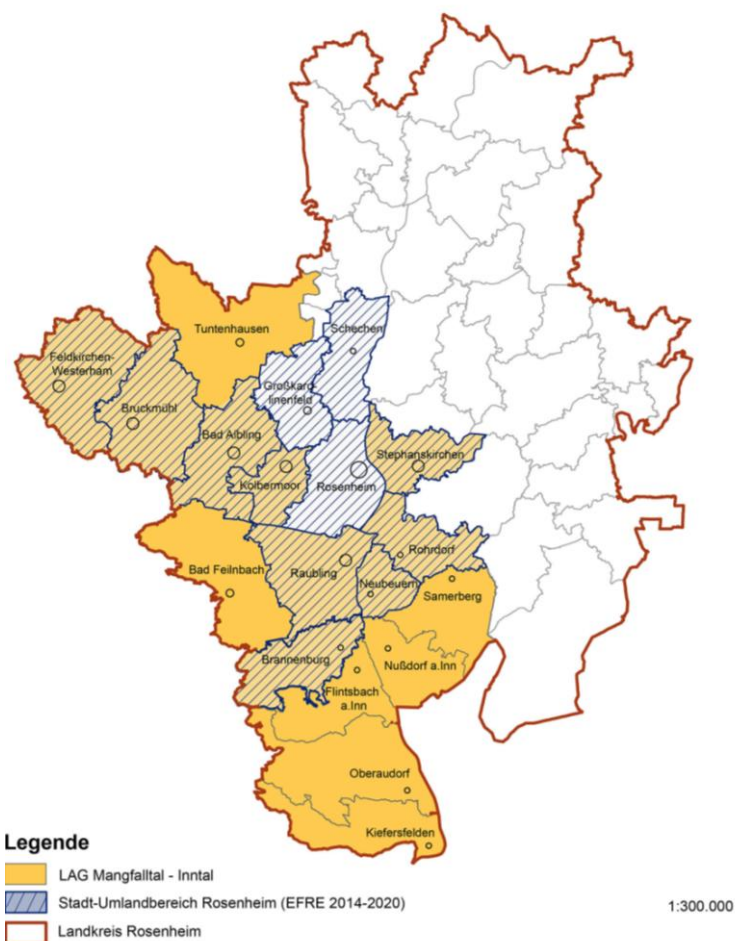 Tuntenhausen
Schechen
Feldkirchen-
Westerham
Großkaro-
linenfeld
Bruckmühl
Bad Aibling
Stephanskirchen
Kolbermoor
Rosenheim
Rohrdorf
Bad Feilnbach
Raubling
Neubeuern
Samerberg
Brannenburg
Nußdorf a.Inn
Flintsbach
a.Inn
Oberaudorf
Kiefersfelden
Legende
LAG Mangfalltal - Inntal
Stadt-Umlandbereich Rosenheim (EFRE 2014-2020)
1:300.000
Landkreis Rosenheim